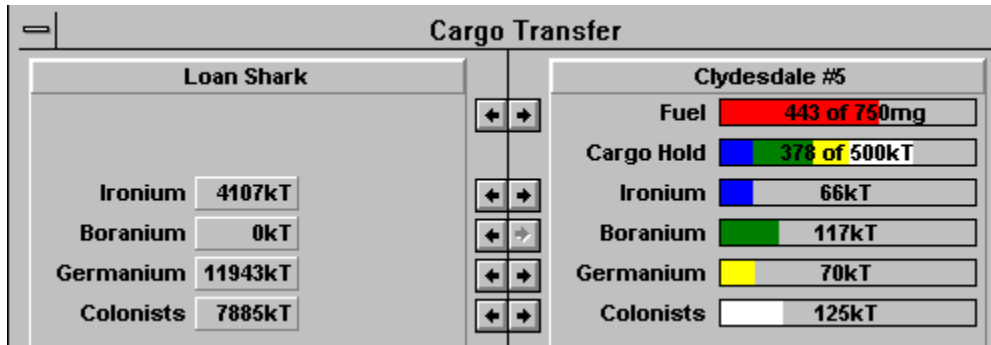 Cargo Transfer
Loan Shark
Clydesdale #5
Fuel 443 of 750mg
Cargo Hold 378 of 500kT
Ironium 4107kT Ironium 66kT
Boranium 0kT Boranium 117kT
Germanium 11943kT Germanium 70kT
Colonists 7885kT Colonists 125kT